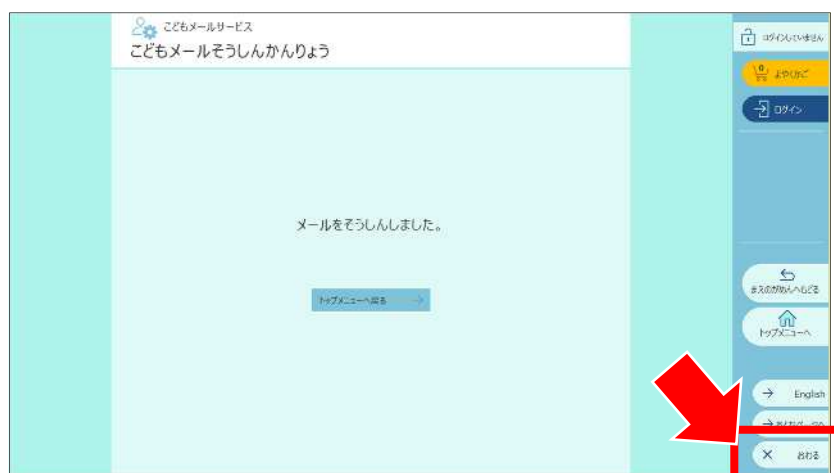 こどもメールサービス
こどもメールそうしんかんりょう
メールをそうしんしました。
トップメニューへ戻る
ログインしていません
0
よやくかご
ログイン
まえのがめんへもどる
トップメニューへ
English
おわる